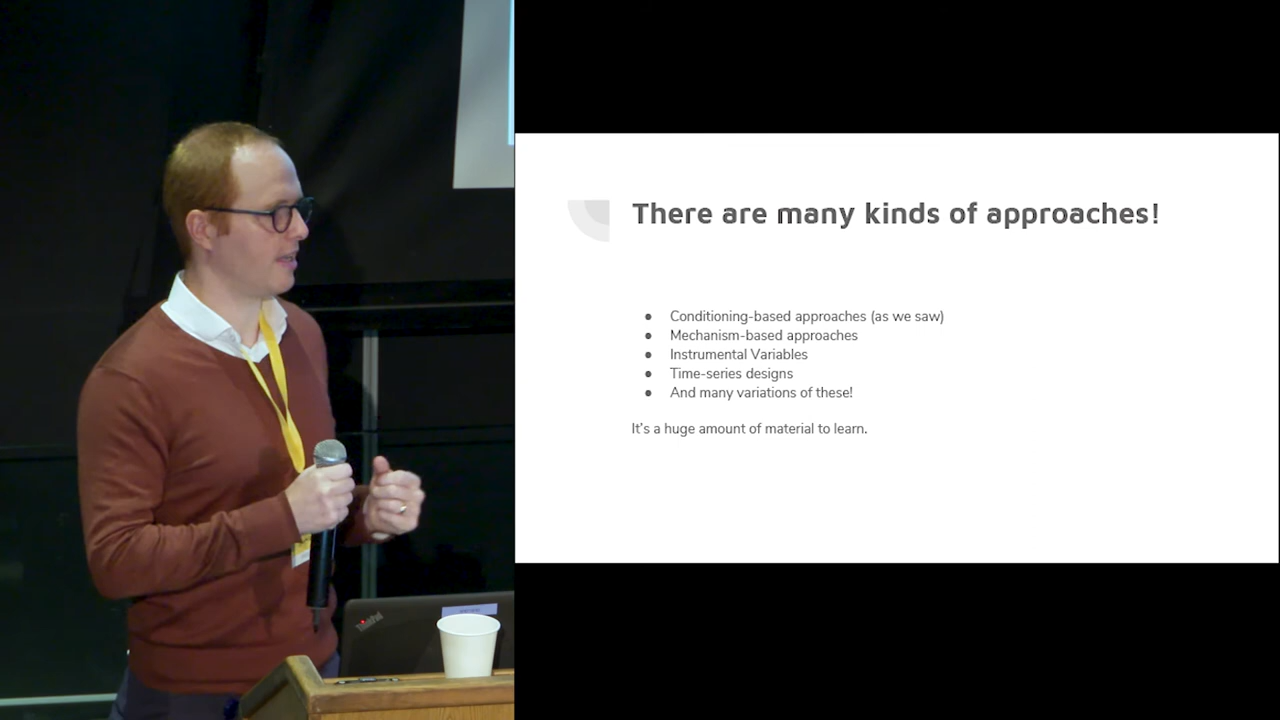 There are many kinds of approaches!
● Conditioning-based approaches (as we saw)
● Mechanism-based approaches
● Instrumental Variables
● Time-series designs
● And many variations of these!
It's a huge amount of material to learn.
ThinkPad